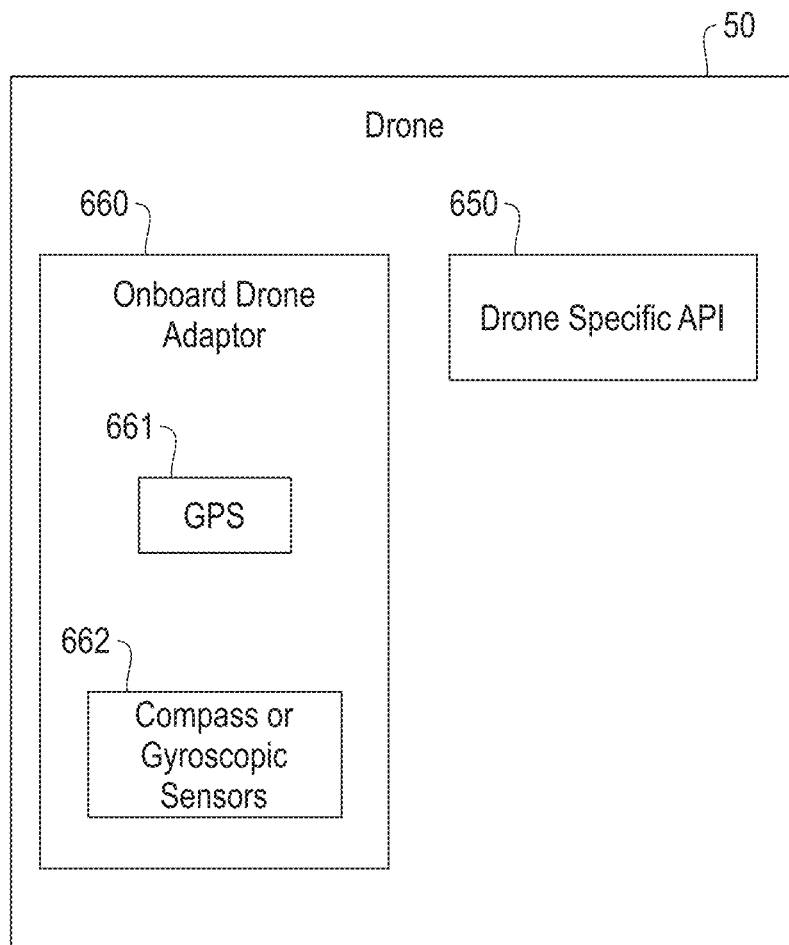 50
Drone
660
650
Onboard Drone
Adaptor
Drone Specific API
661
GPS
662
Compass or
Gyroscopic
Sensors